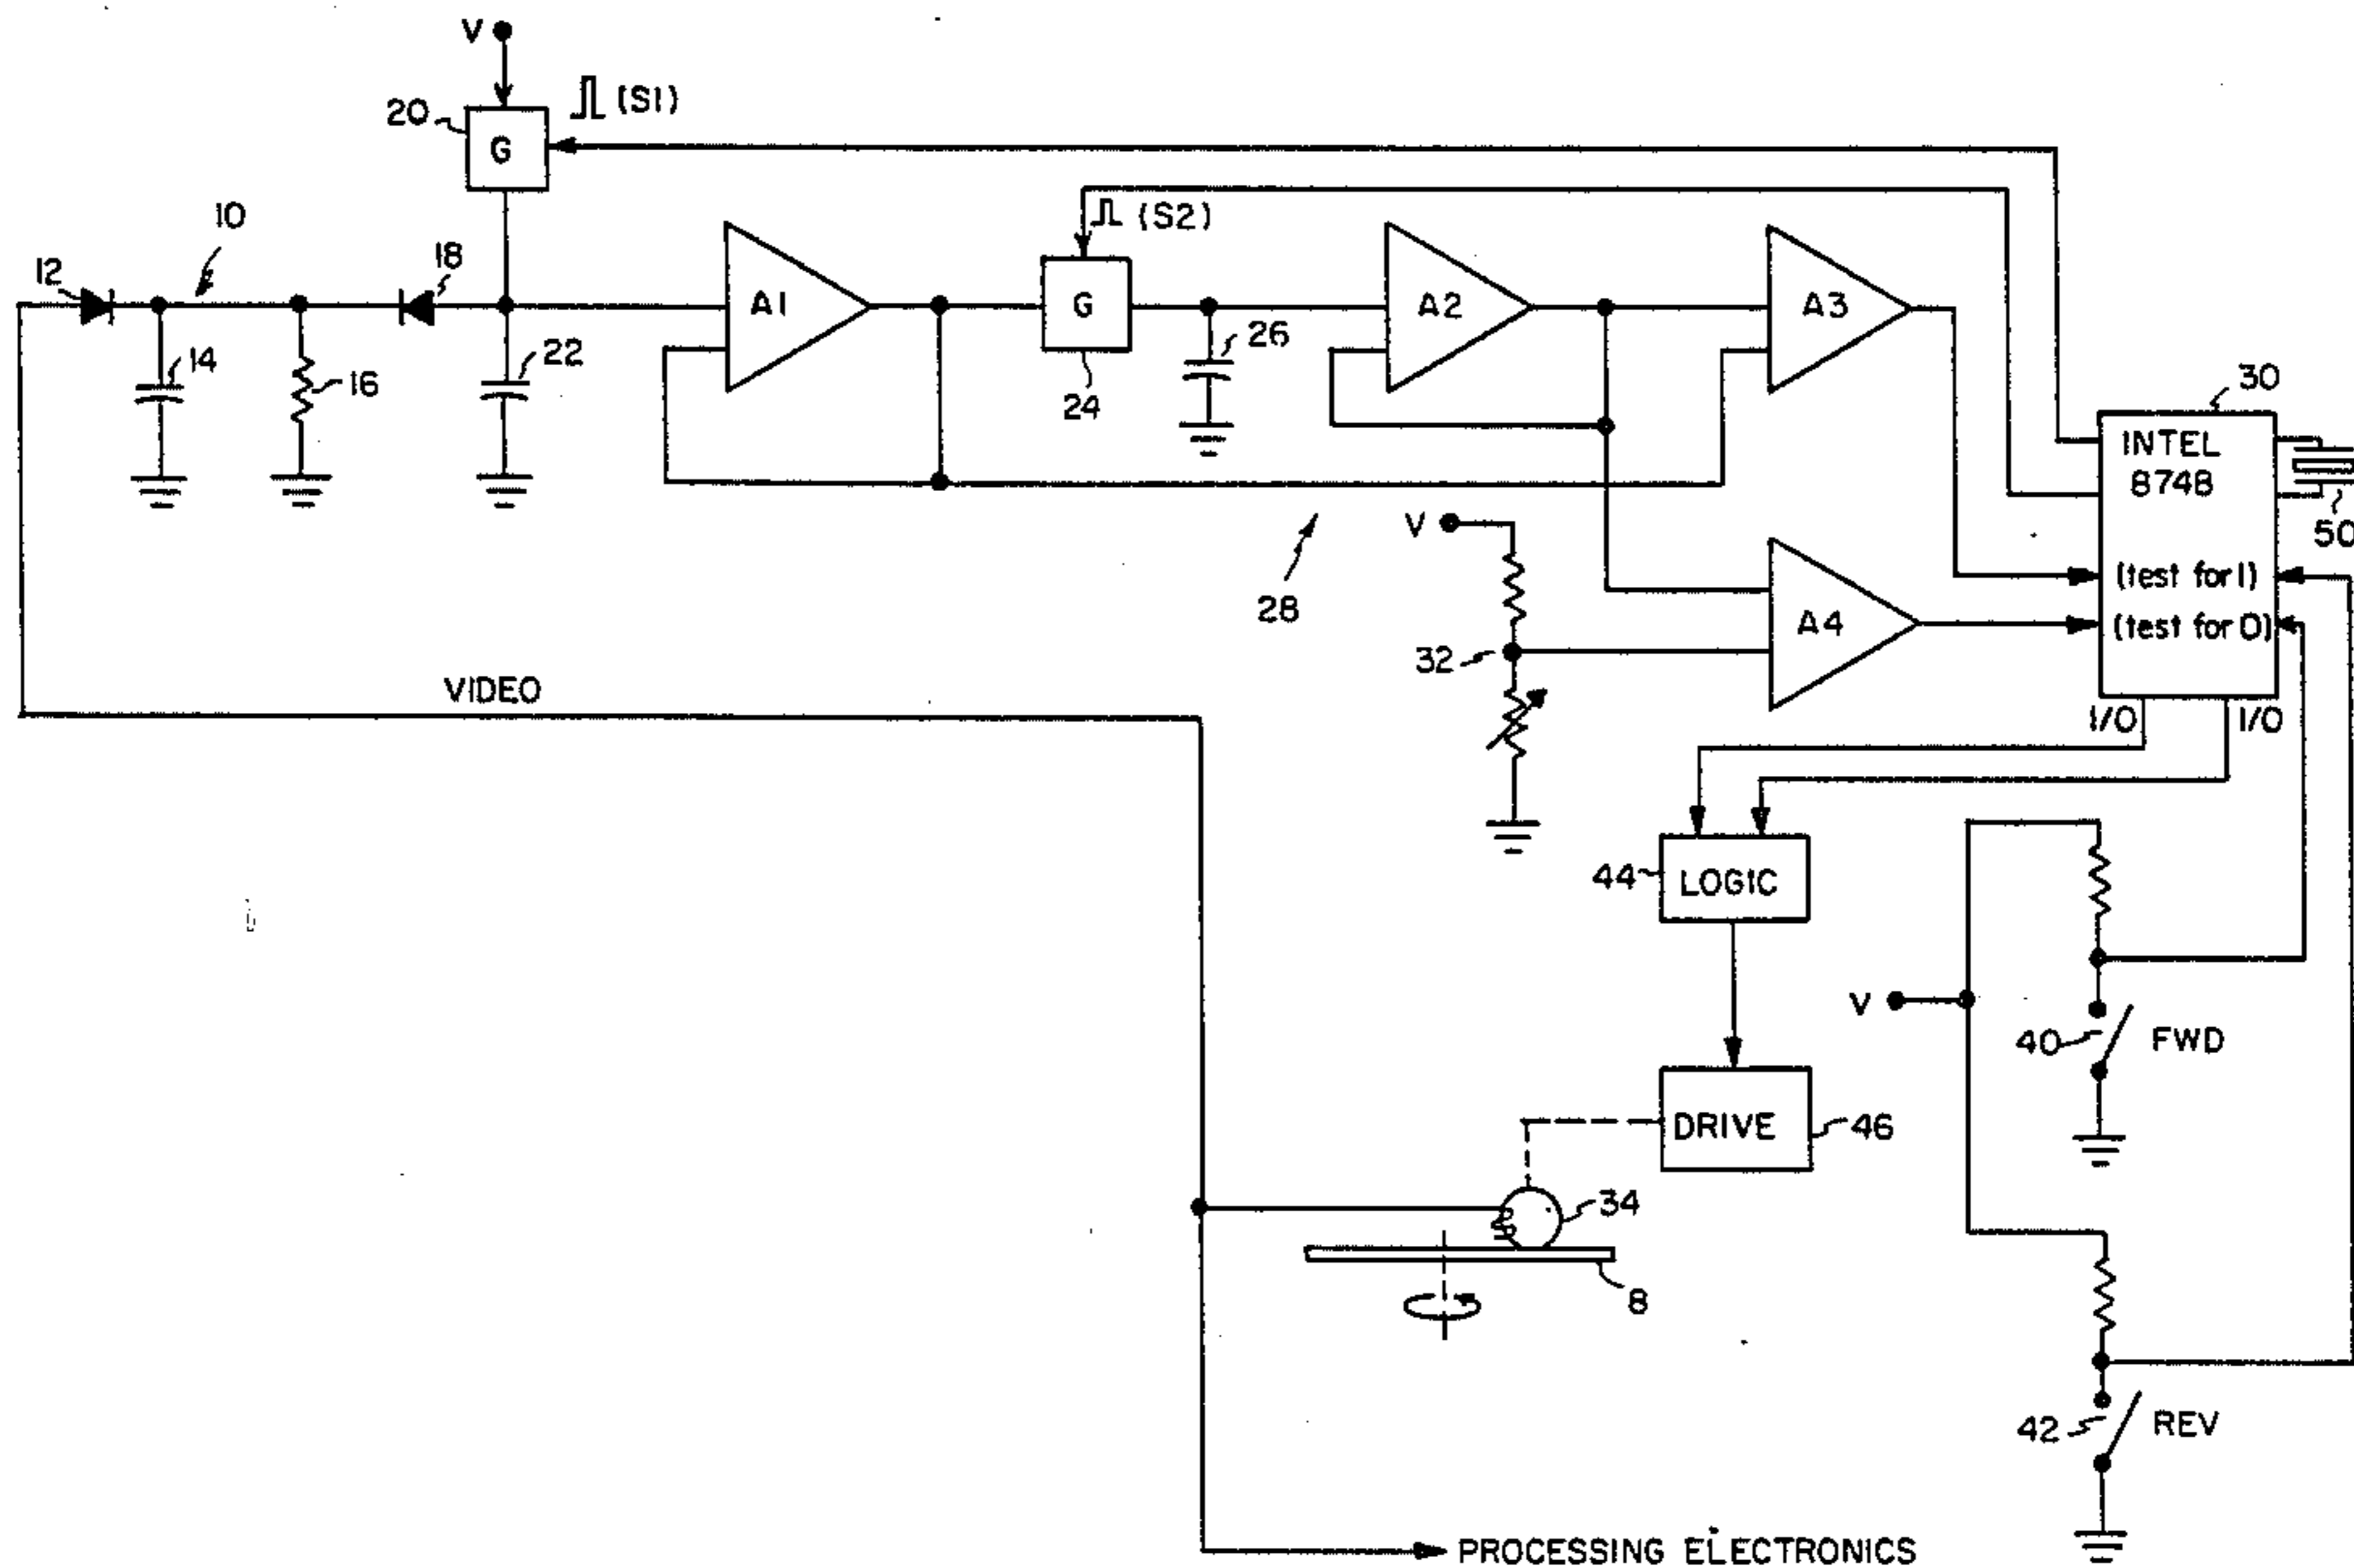 V
20
G
(S1)
10
12
18
A1
(S2)
G
A2
A3
14
16
22
24
26
30
INTEL
8748
50
28
V
(test for 1)
(test for 0)
A4
32
VIDEO
I/O
I/O
44
LOGIC
V
40
FWD
DRIVE
46
34
8
42
REV
PROCESSING ELECTRONICS